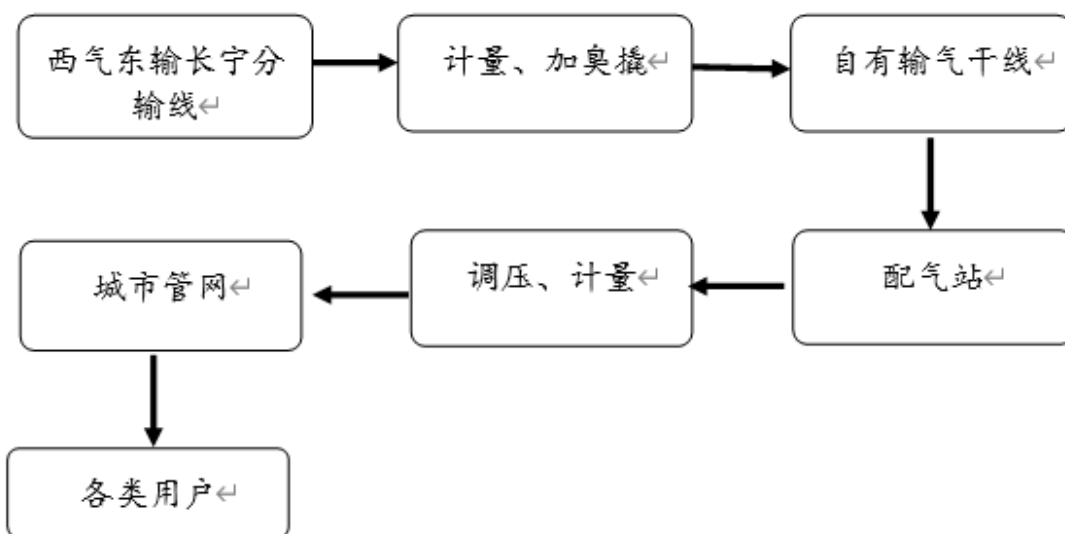 西气东输长宁分
输线
计量、加臭撬
自有输气干线
配气站
调压、计量
城市管网
各类用户